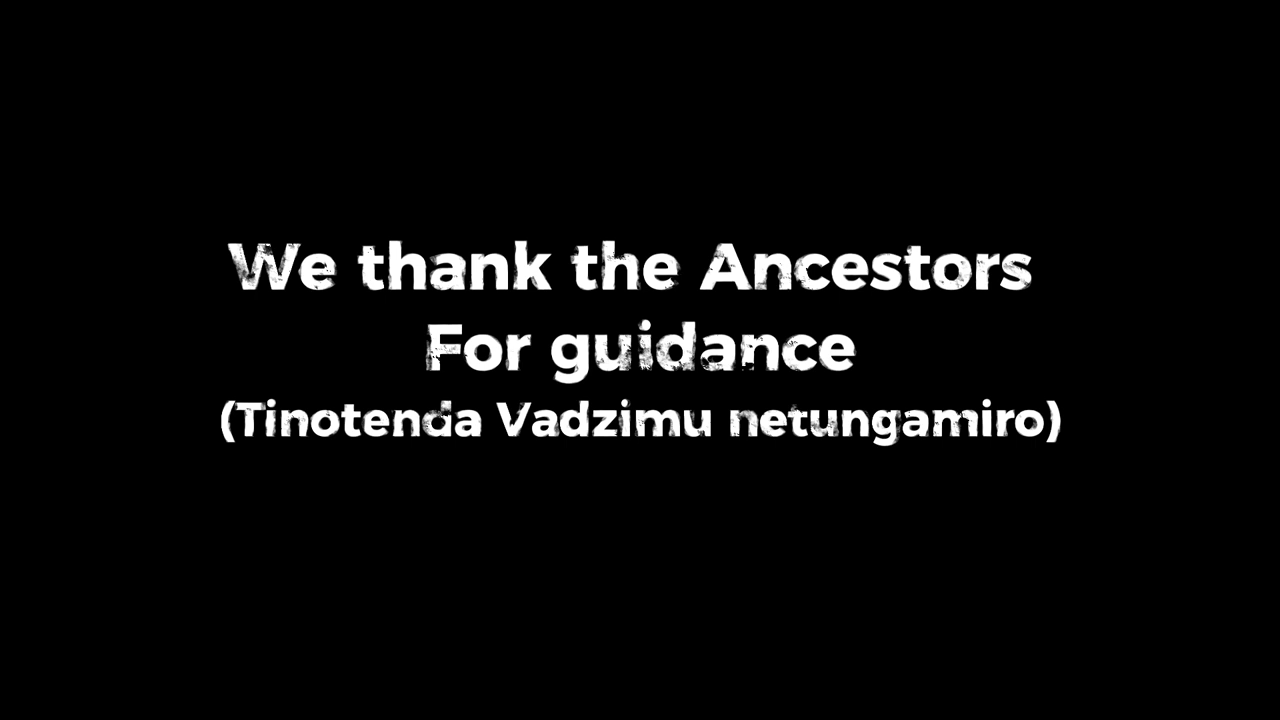 We thank the Ancestors
For guidance
(Tinotenda Vadzimu netungamiro)